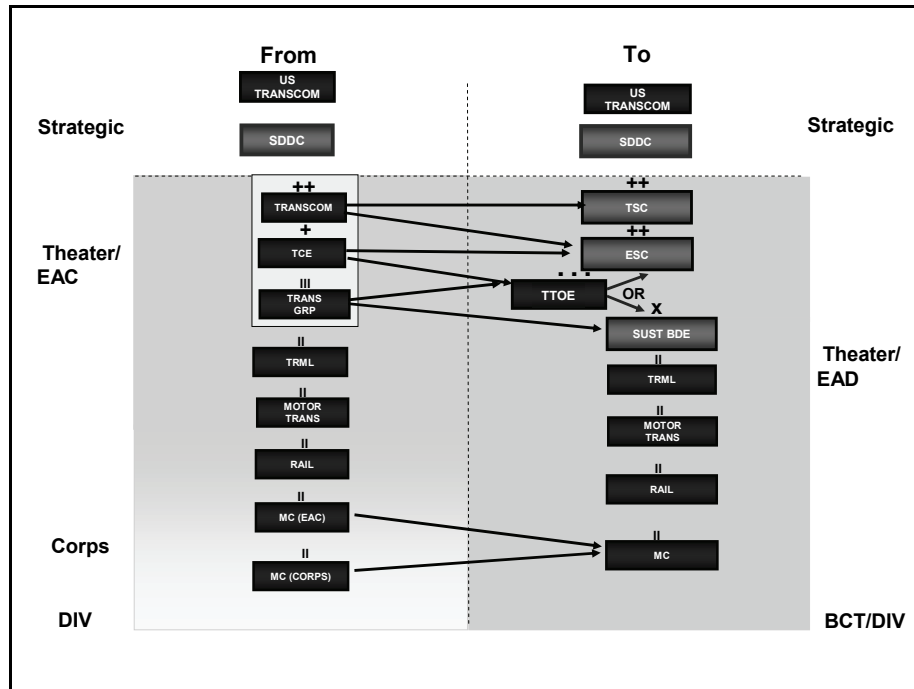 From
To
US
TRANSCOM
US
TRANSCOM
Strategic
Strategic
SDDC
SDDC
++
++
TRANSCOM
TSC
+
++
Theater/
EAC
TCE
ESC
...
III
TTOE
OR
TRANS
GRP
X
SUST BDE
II
II
TRML
TRML
Theater/
EAD
II
II
MOTOR
TRANS
MOTOR
TRANS
II
II
RAIL
RAIL
II
MC (EAC)
II
Corps
MC
II
MC (CORPS)
DIV
BCT/DIV